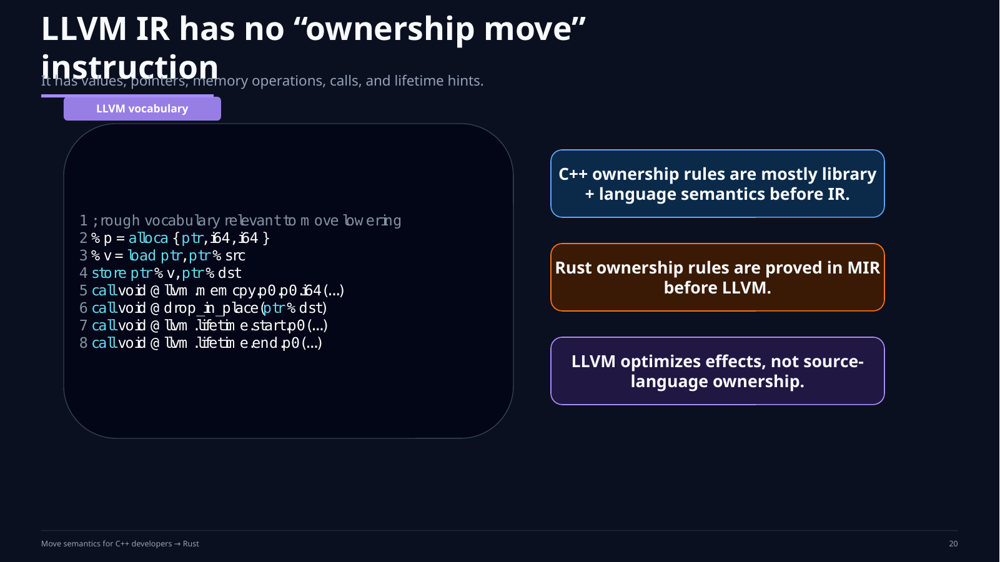 LLVM IR has no “ownership move”
instruction
It has values, pointers, memory operations, calls, and lifetime hints.
LLVM vocabulary
1 ; rough vocabulary relevant to move lowering
2 %p = alloca { ptr, i64, i64 }
3 %v = load ptr, ptr %src
4 store ptr %v, ptr %dst
5 call void @llvm.memcpy.p0.p0.i64(...)
6 call void @drop_in_place(ptr %dst)
7 call void @llvm.lifetime.start.p0(...)
8 call void @llvm.lifetime.end.p0(...)
C++ ownership rules are mostly library
+ language semantics before IR.
Rust ownership rules are proved in MIR
before LLVM.
LLVM optimizes effects, not source-
language ownership.
Move semantics for C++ developers → Rust
20